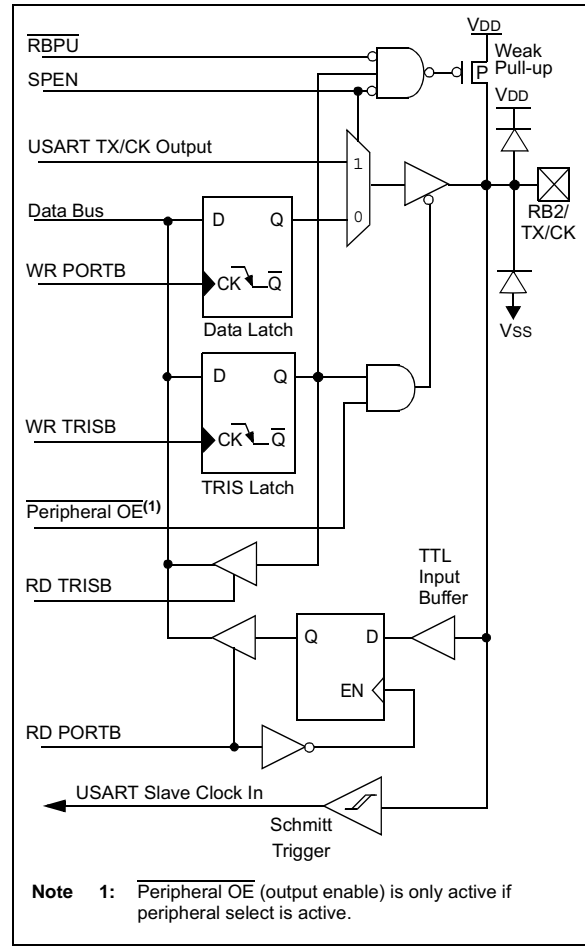 VDD
RBPU
Weak
Pull-up
P
SPEN
VDD
USART TX/CK Output
1
0
Data Bus
D Q
RB2/
TX/CK
WR PORTB
CK Q
Data Latch
VSS
D Q
WR TRISB
CK Q
TRIS Latch
Peripheral OE(1)
TTL
Input
Buffer
RD TRISB
Q D
EN
RD PORTB
USART Slave Clock In
Schmitt
Trigger
Note 1: Peripheral OE (output enable) is only active if
peripheral select is active.